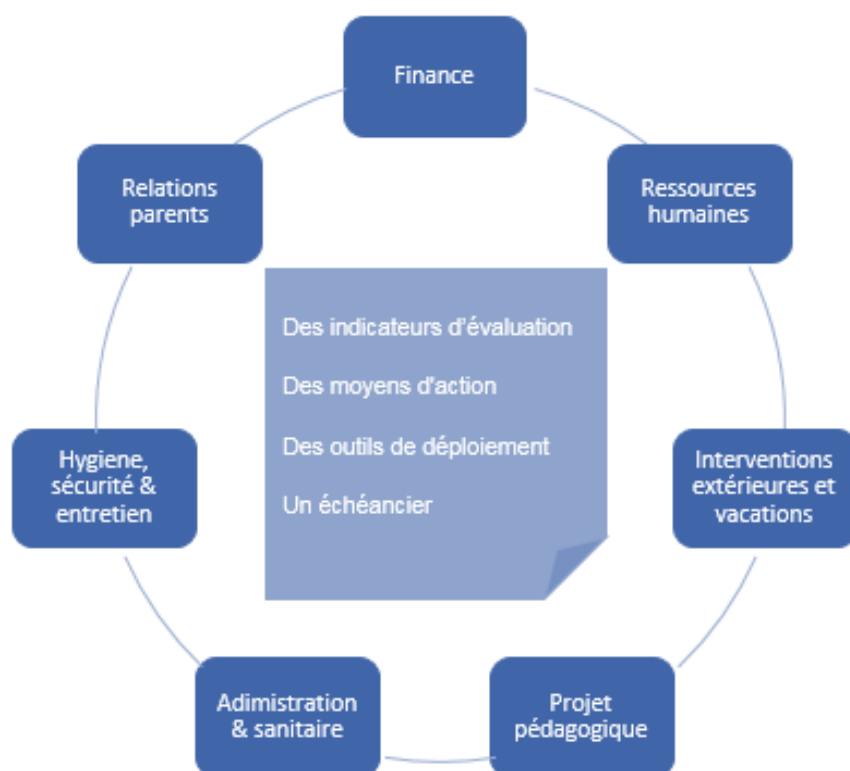 Finance
Relations
parents
Ressources
humaines
Des indicateurs d'évaluation
Des moyens d'action
Des outils de déploiement
Un échéancier
Hygiene,
sécurité &
entretien
Interventions
extérieures et
vacations
Adimistration
& sanitaire
Projet
pédagogique